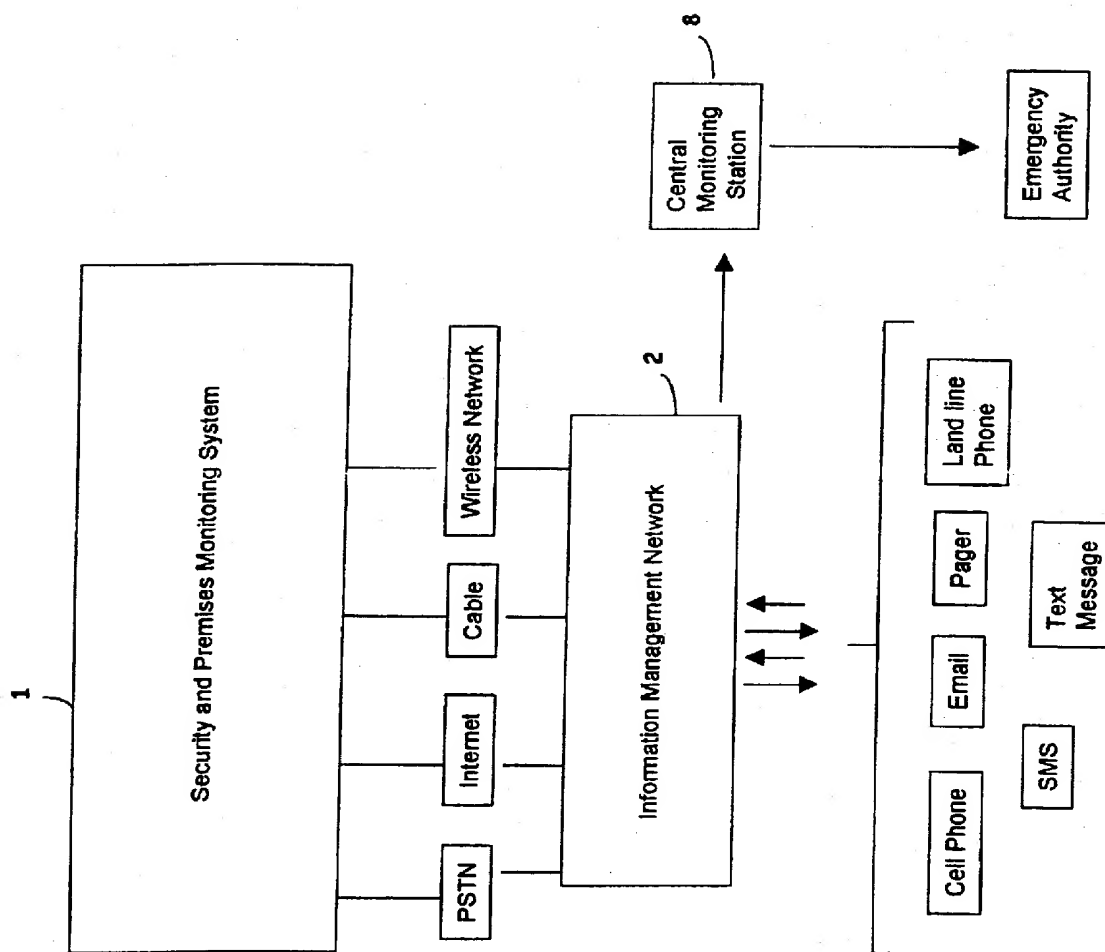 1
Security and Premises Monitoring System
PSTN
Internet
Cable
Wireless Network
2
Information Management Network
8
Central
Monitoring
Station
Cell Phone
Email
Pager
Land line
Phone
SMS
Text
Message
Emergency
Authority